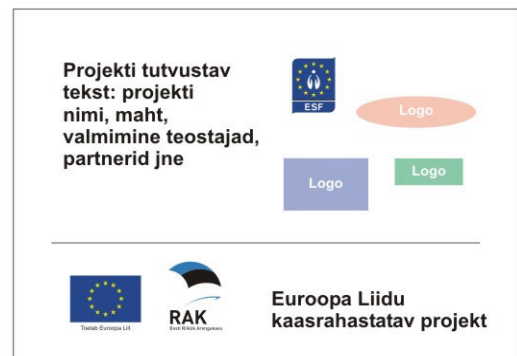 Projekti tutvustav
tekst: projekti
nimi, maht,
valmimine teostajad,
partnerid jne
ESF
Logo
Logo
Logo
Toetab Euroopa Liit
RAK
Eesti Riiklik Arengukava
Euroopa Liidu
kaasrahastatav projekt